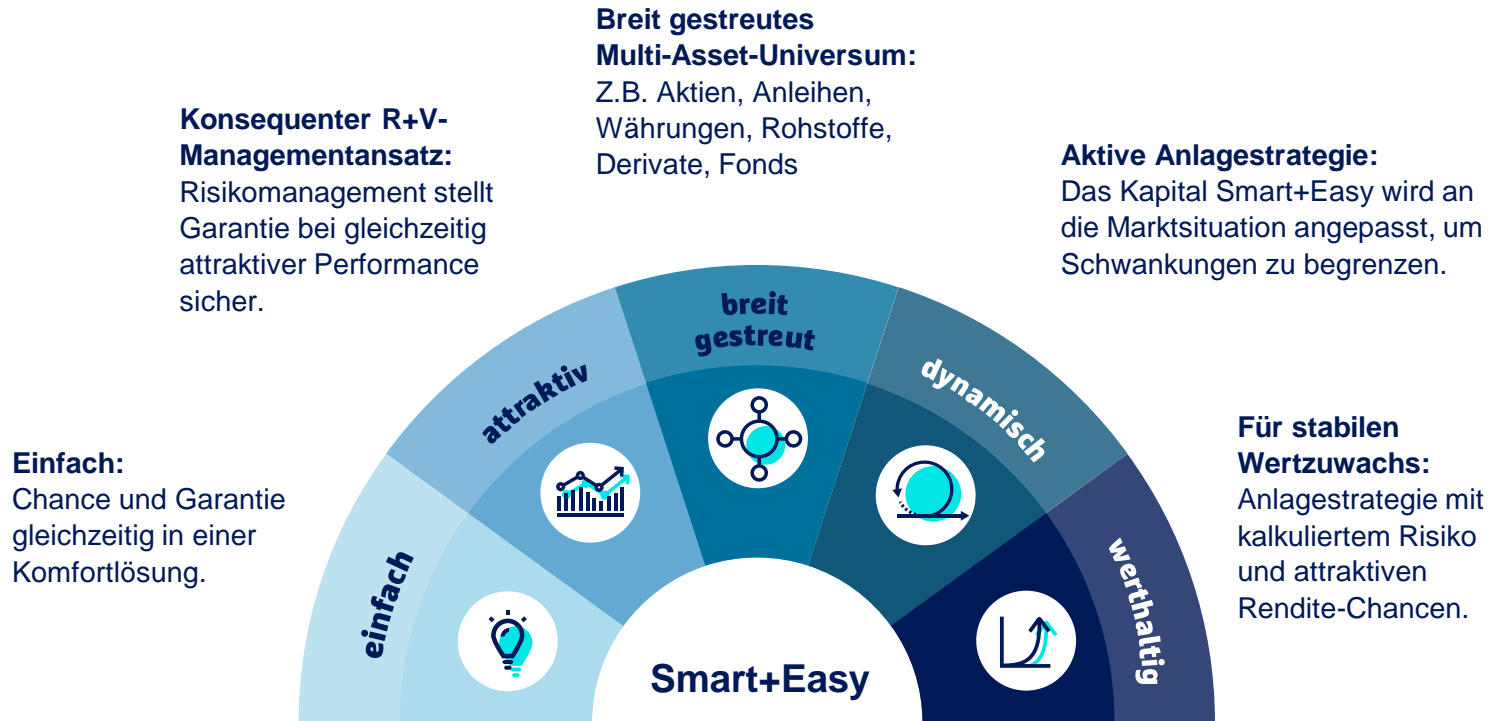 Breit gestreutes
Multi-Asset-Universum:
Z.B. Aktien, Anleihen,
Währungen, Rohstoffe,
Derivate, Fonds
Konsequenter R+V-
Managementansatz:
Risikomanagement stellt
Garantie bei gleichzeitig
attraktiver Performance
sicher.
Aktive Anlagestrategie:
Das Kapital Smart+Easy wird an
die Marktsituation angepasst, um
Schwankungen zu begrenzen.
Einfach:
Chance und Garantie
gleichzeitig in einer
Komfortlösung.
Für stabilen
Wertzuwachs:
Anlagestrategie mit
kalkuliertem Risiko
und attraktiven
Rendite-Chancen.
einfach
attraktiv
breit
gestreut
dynamisch
werthaltig
Smart+Easy